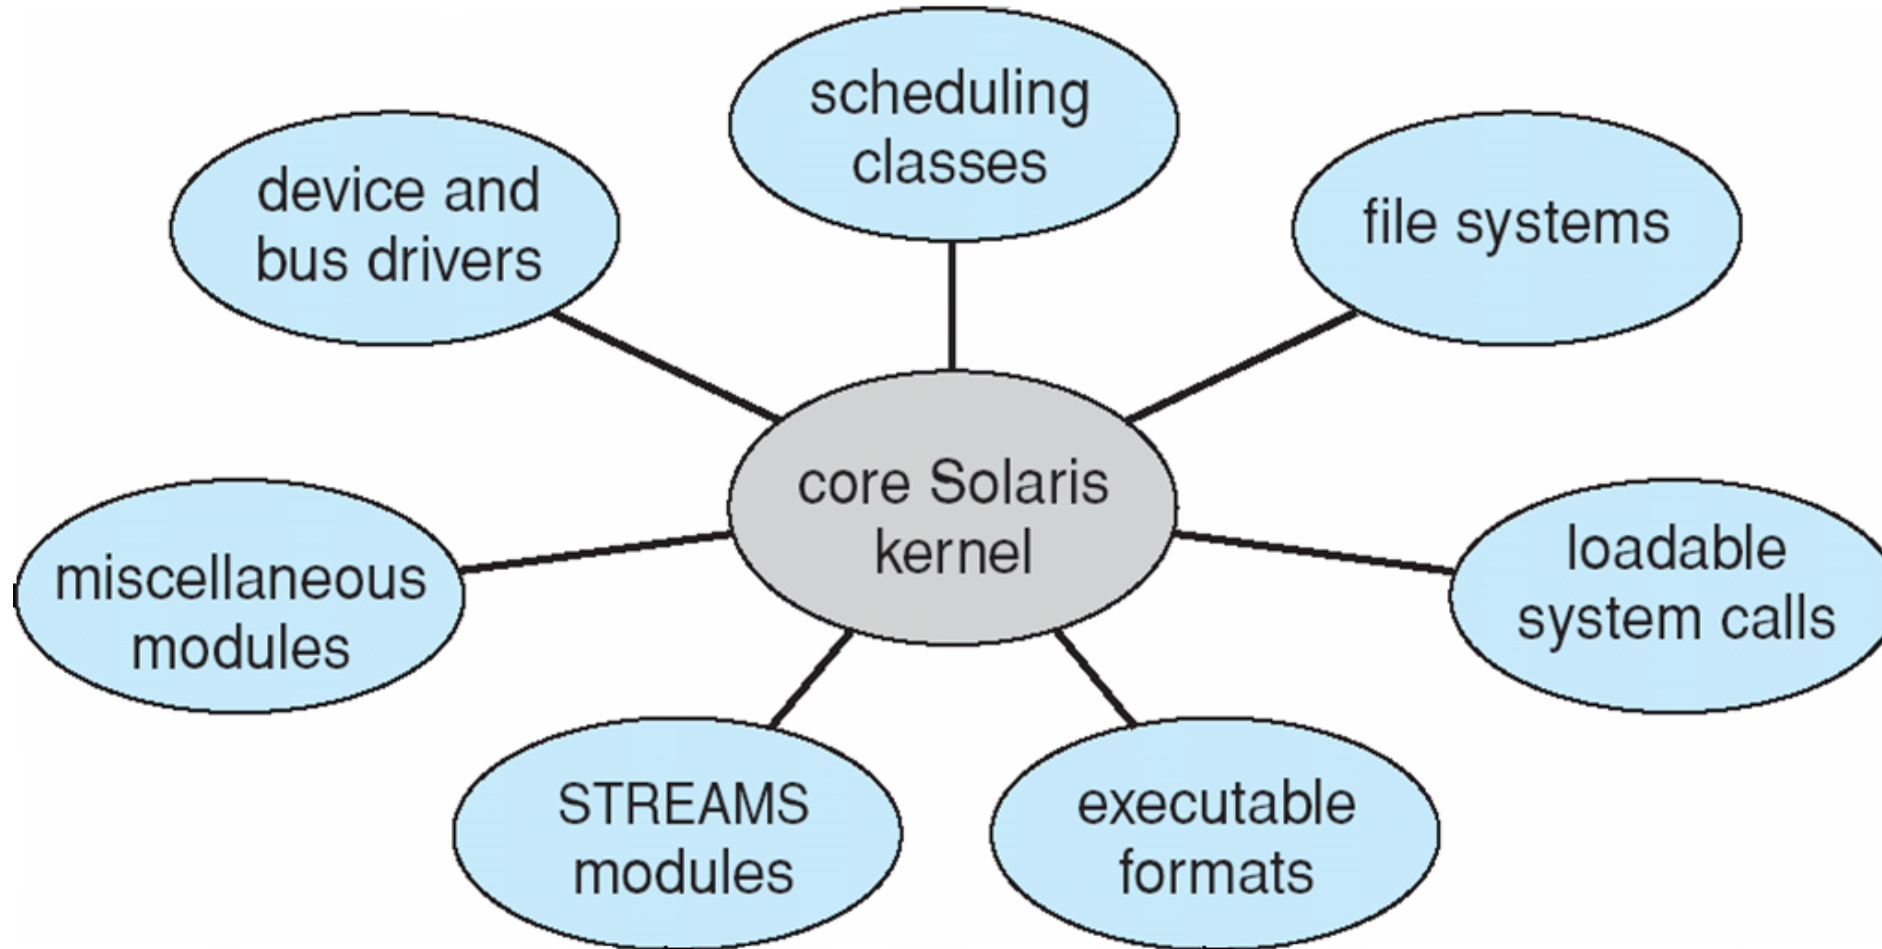 scheduling
classes
device and
bus drivers
file systems
core Solaris
kernel
miscellaneous
modules
loadable
system calls
STREAMS
modules
executable
formats